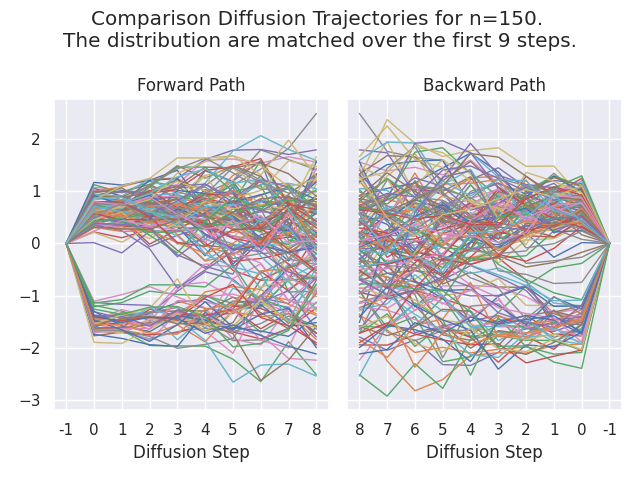 Comparison Diffusion Trajectories for n=150.
The distribution are matched over the first 9 steps.
Forward Path
Backward Path
2
1
0
−1
−2
−3
-1 0 1 2 3 4 5 6 7 8
8 7 6 5 4 3 2 1 0 -1
Diffusion Step
Diffusion Step